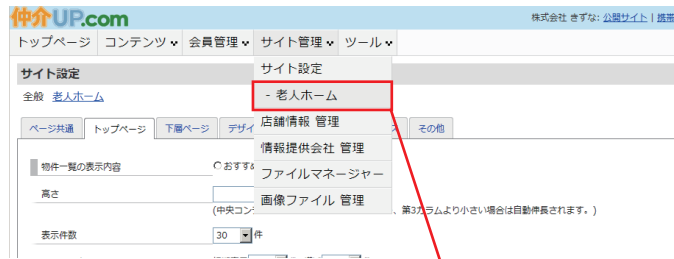 仲介UP.com
株式会社 きずな: 公開サイト | 携帯
トップページ コンテンツ 会員管理 サイト管理 ツール
サイト設定
サイト設定
- 老人ホーム
店舗情報 管理
情報提供会社 管理
ファイルマネージャー
画像ファイル 管理
全般 老人ホーム
ページ共通 トップページ 下層ページ デザイ その他
物件一覧の表示内容 おすすめ
高さ
(中央コン 、第3カラムより小さい場合は自動伸長されます。)
表示件数 30 件